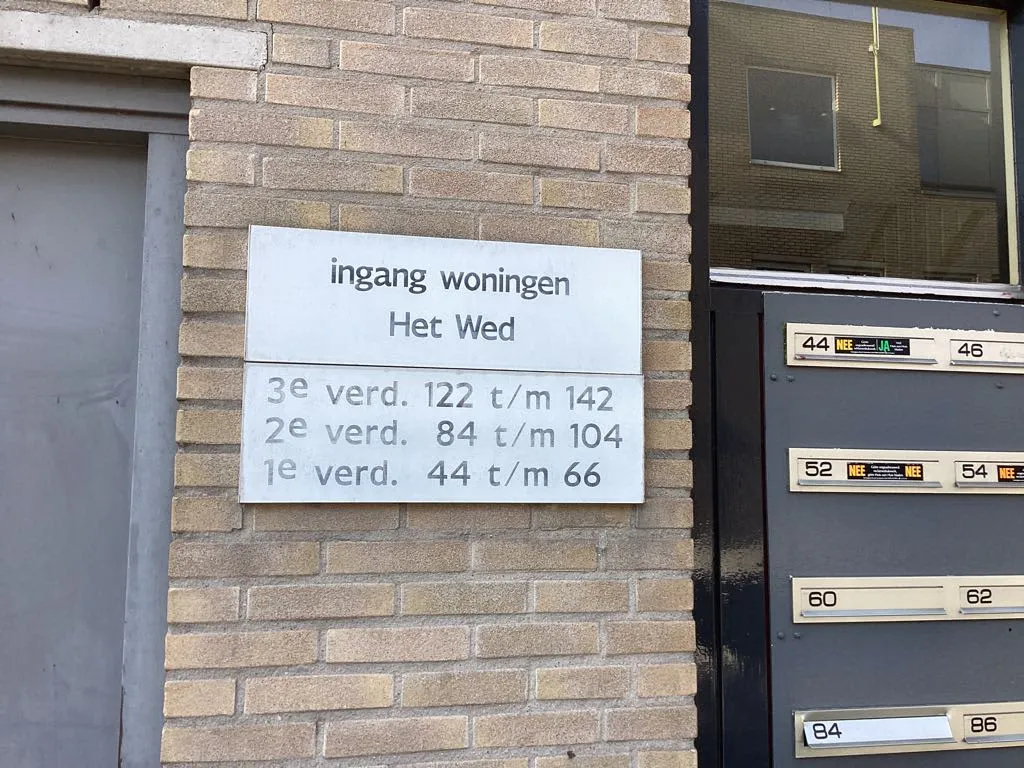 ingang woningen
Het Wed
3e verd. 122 t/m 142
2e verd. 84 t/m 104
1e verd. 44 t/m 66
44 NEE JA
46
52 NEE NEE
54 NEE
60
62
84
86